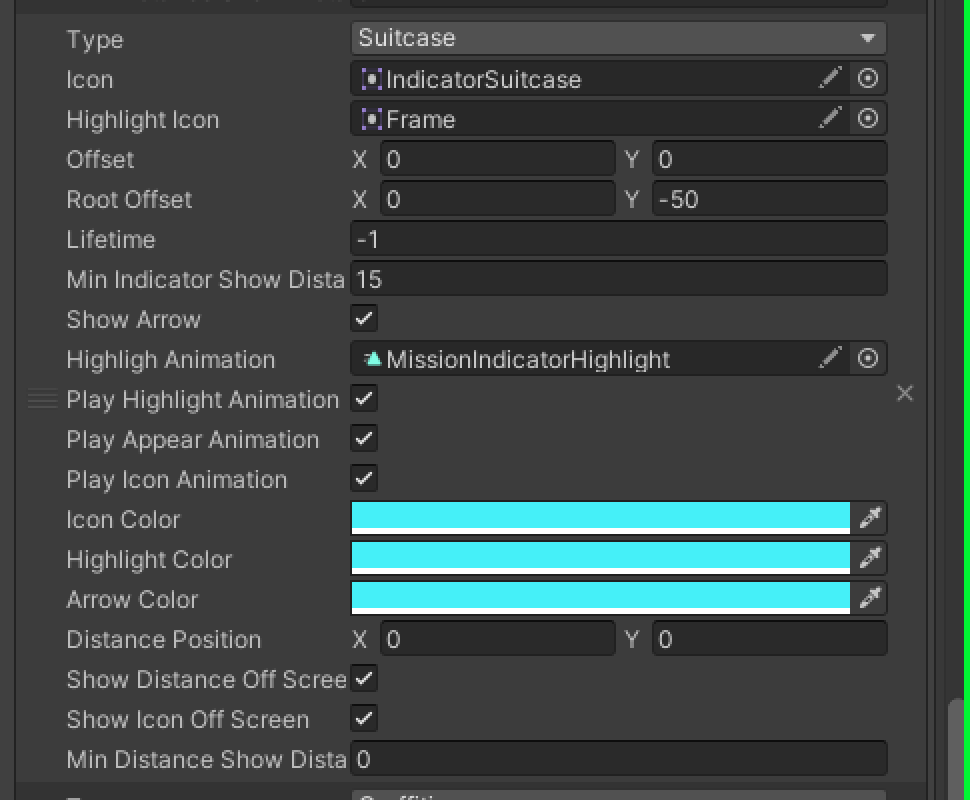 Type Suitcase
Icon IndicatorSuitcase
Highlight Icon Frame
Offset X 0 Y 0
Root Offset X 0 Y -50
Lifetime -1
Min Indicator Show Dista 15
Show Arrow
Highligh Animation MissionIndicatorHighlight
Play Highlight Animation
Play Appear Animation
Play Icon Animation
Icon Color
Highlight Color
Arrow Color
Distance Position X 0 Y 0
Show Distance Off Scree
Show Icon Off Screen
Min Distance Show Dista 0